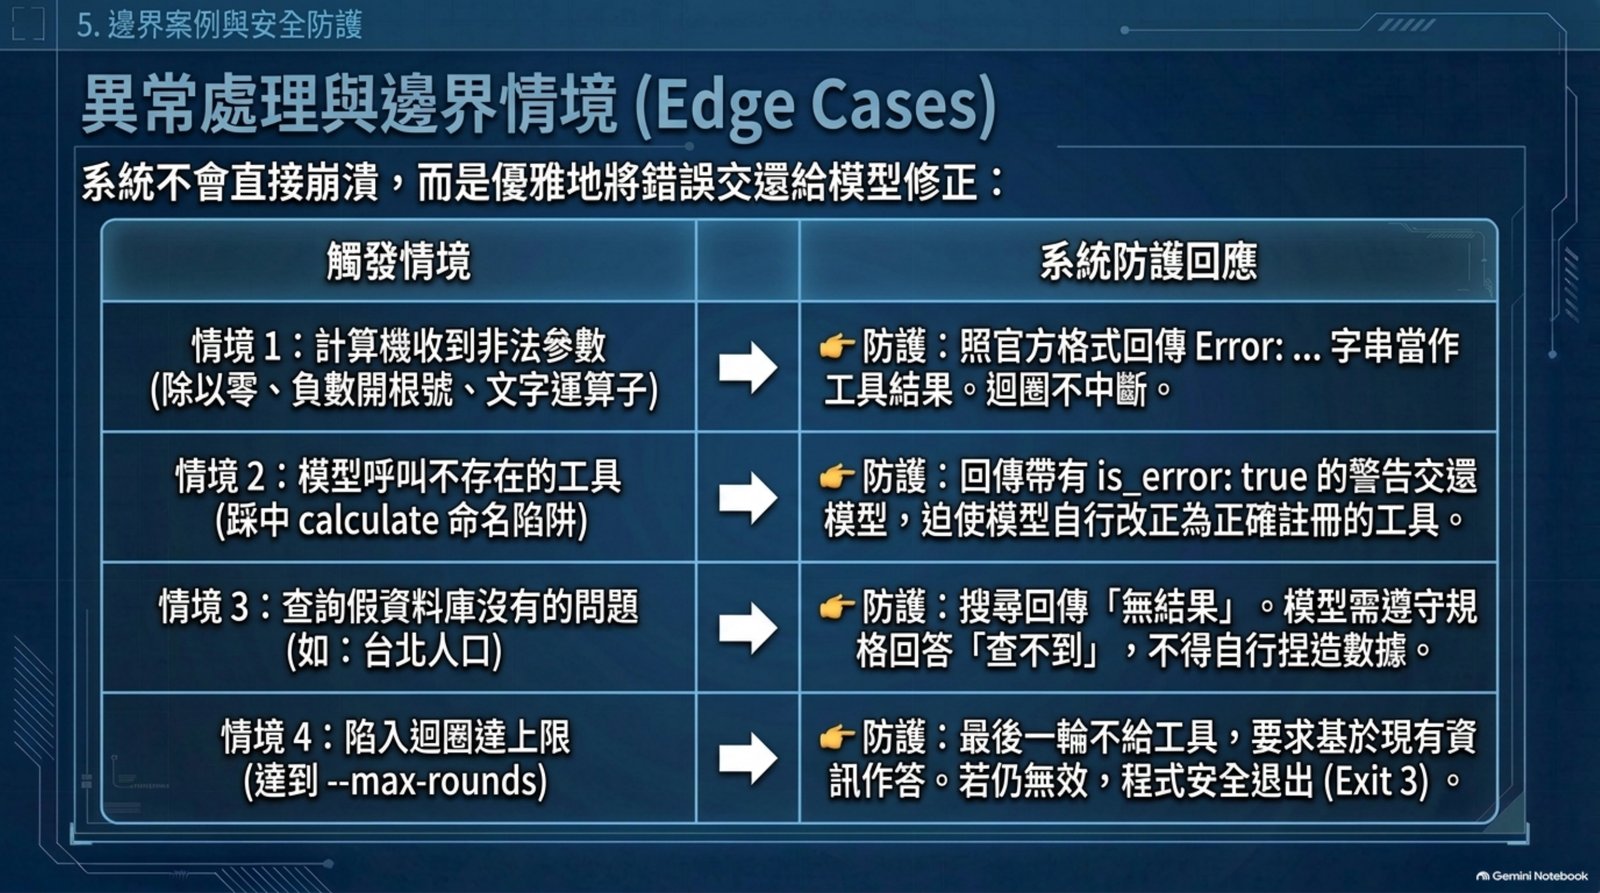 5. 邊界案例與安全防護
異常處理與邊界情境 (Edge Cases)
系統不會直接崩潰，而是優雅地將錯誤交還給模型修正：
觸發情境
系統防護回應
情境 1：計算機收到非法參數
(除以零、負數開根號、文字運算子)
👉 防護：照官方格式回傳 Error: ... 字串當作
工具結果。迴圈不中斷。
情境 2：模型呼叫不存在的工具
(踩中 calculate 命名陷阱)
👉 防護：回傳帶有 is_error: true 的警告交還
模型，迫使模型自行改正為正確註冊的工具。
情境 3：查詢假資料庫沒有的問題
(如：台北人口)
👉 防護：搜尋回傳「無結果」。模型需遵守規
格回答「查不到」，不得自行捏造數據。
情境 4：陷入迴圈達上限
(達到 --max-rounds)
👉 防護：最後一輪不給工具，要求基於現有資
訊作答。若仍無效，程式安全退出 (Exit 3) 。
Gemini Notebook